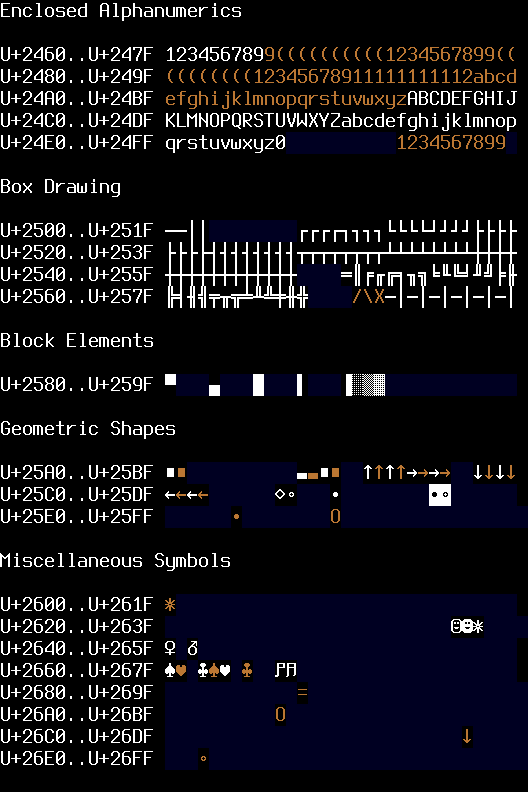 Enclosed Alphanumerics
U+2460..U+247F 1234567899((((((((((1234567899((
U+2480..U+249F ((((((((12345678911111111112abcd
U+24A0..U+24BF efghijklmnopqrstuvwxyzABCDEFGHIJ
U+24C0..U+24DF KLMNOPQRSTUVWXYZabcdefghijklmnop
U+24E0..U+24FF qrstuvwxyz0 1234567899
Box Drawing
U+2500..U+251F
U+2520..U+253F
U+2540..U+255F
U+2560..U+257F /\X
Block Elements
U+2580..U+259F
Geometric Shapes
U+25A0..U+25BF ↑↑↑↑→→→→ ↓↓↓↓
U+25C0..U+25DF ←←←←
U+25E0..U+25FF
Miscellaneous Symbols
U+2600..U+261F
U+2620..U+263F
U+2640..U+265F ♀ ♂
U+2660..U+267F ♠♥ ♣♠♥ ♣
U+2680..U+269F =
U+26A0..U+26BF
U+26C0..U+26DF ↓
U+26E0..U+26FF